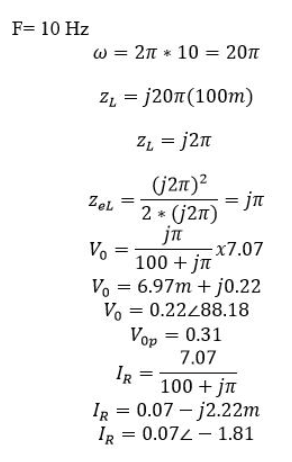 F= 10 Hz
ω = 2π * 10 = 20π
z_L = j20π(100m)
z_L = j2π
z_eL = (j2π)² / 2 * (j2π) = jπ
V_0 = jπ / 100 + jπ x7.07
V_0 = 6.97m + j0.22
V_0 = 0.22∠88.18
V_0p = 0.31
I_R = 7.07 / 100 + jπ
I_R = 0.07 − j2.22m
I_R = 0.07∠ − 1.81